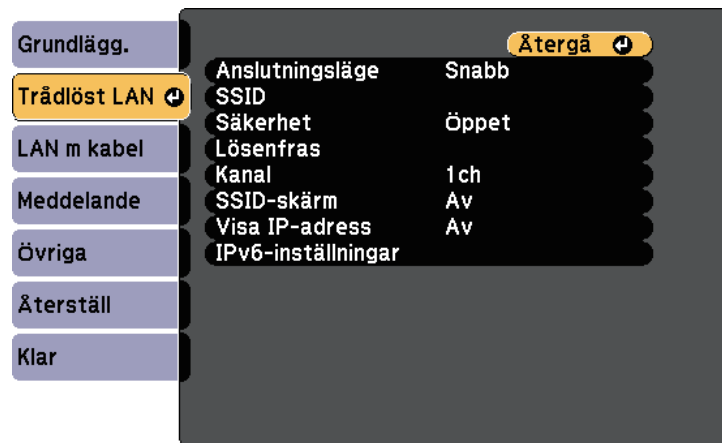 Grundlägg.
Trådlöst LAN
LAN m kabel
Meddelande
Övriga
Återställ
Klar
Återgå
Anslutningsläge Snabb
SSID
Säkerhet Öppet
Lösenfras
Kanal 1ch
SSID-skärm Av
Visa IP-adress Av
IPv6-inställningar